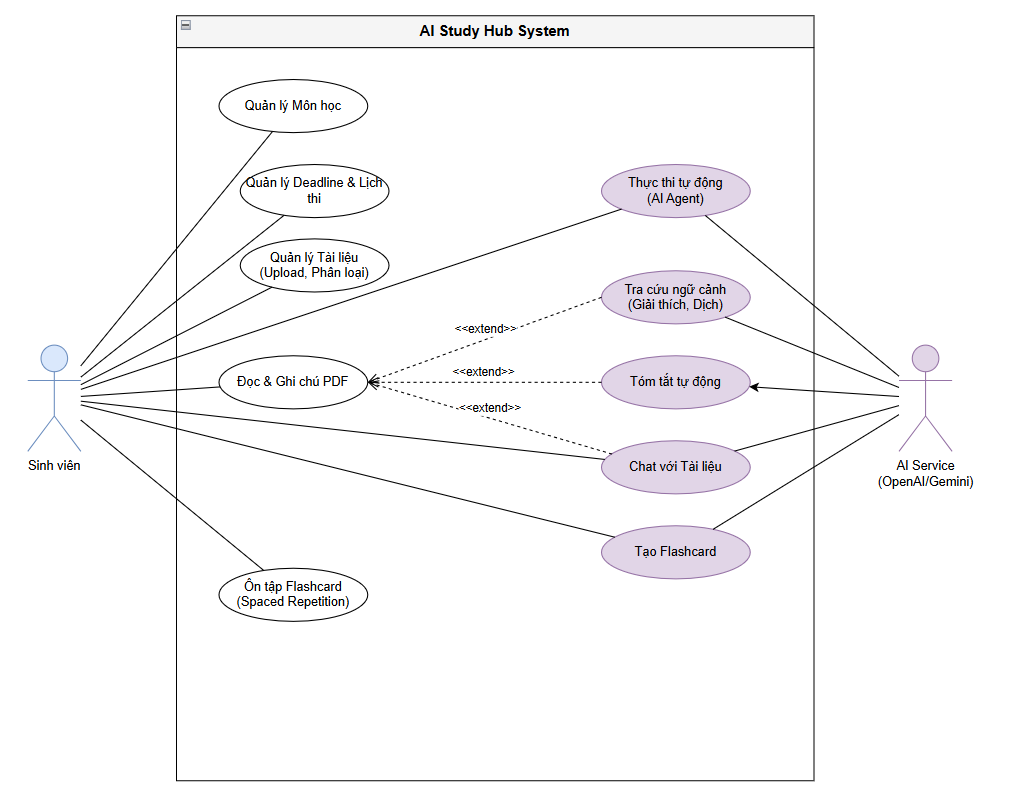 AI Study Hub System
Quản lý Môn học
Quản lý Deadline & Lịch
thi
Quản lý Tài liệu
(Upload, Phân loại)
Đọc & Ghi chú PDF
Ôn tập Flashcard
(Spaced Repetition)
Thực thi tự động
(AI Agent)
Tra cứu ngữ cảnh
(Giải thích, Dịch)
Tóm tắt tự động
Chat với Tài liệu
Tạo Flashcard
<<extend>>
<<extend>>
<<extend>>
Sinh viên
AI Service
(OpenAI/Gemini)